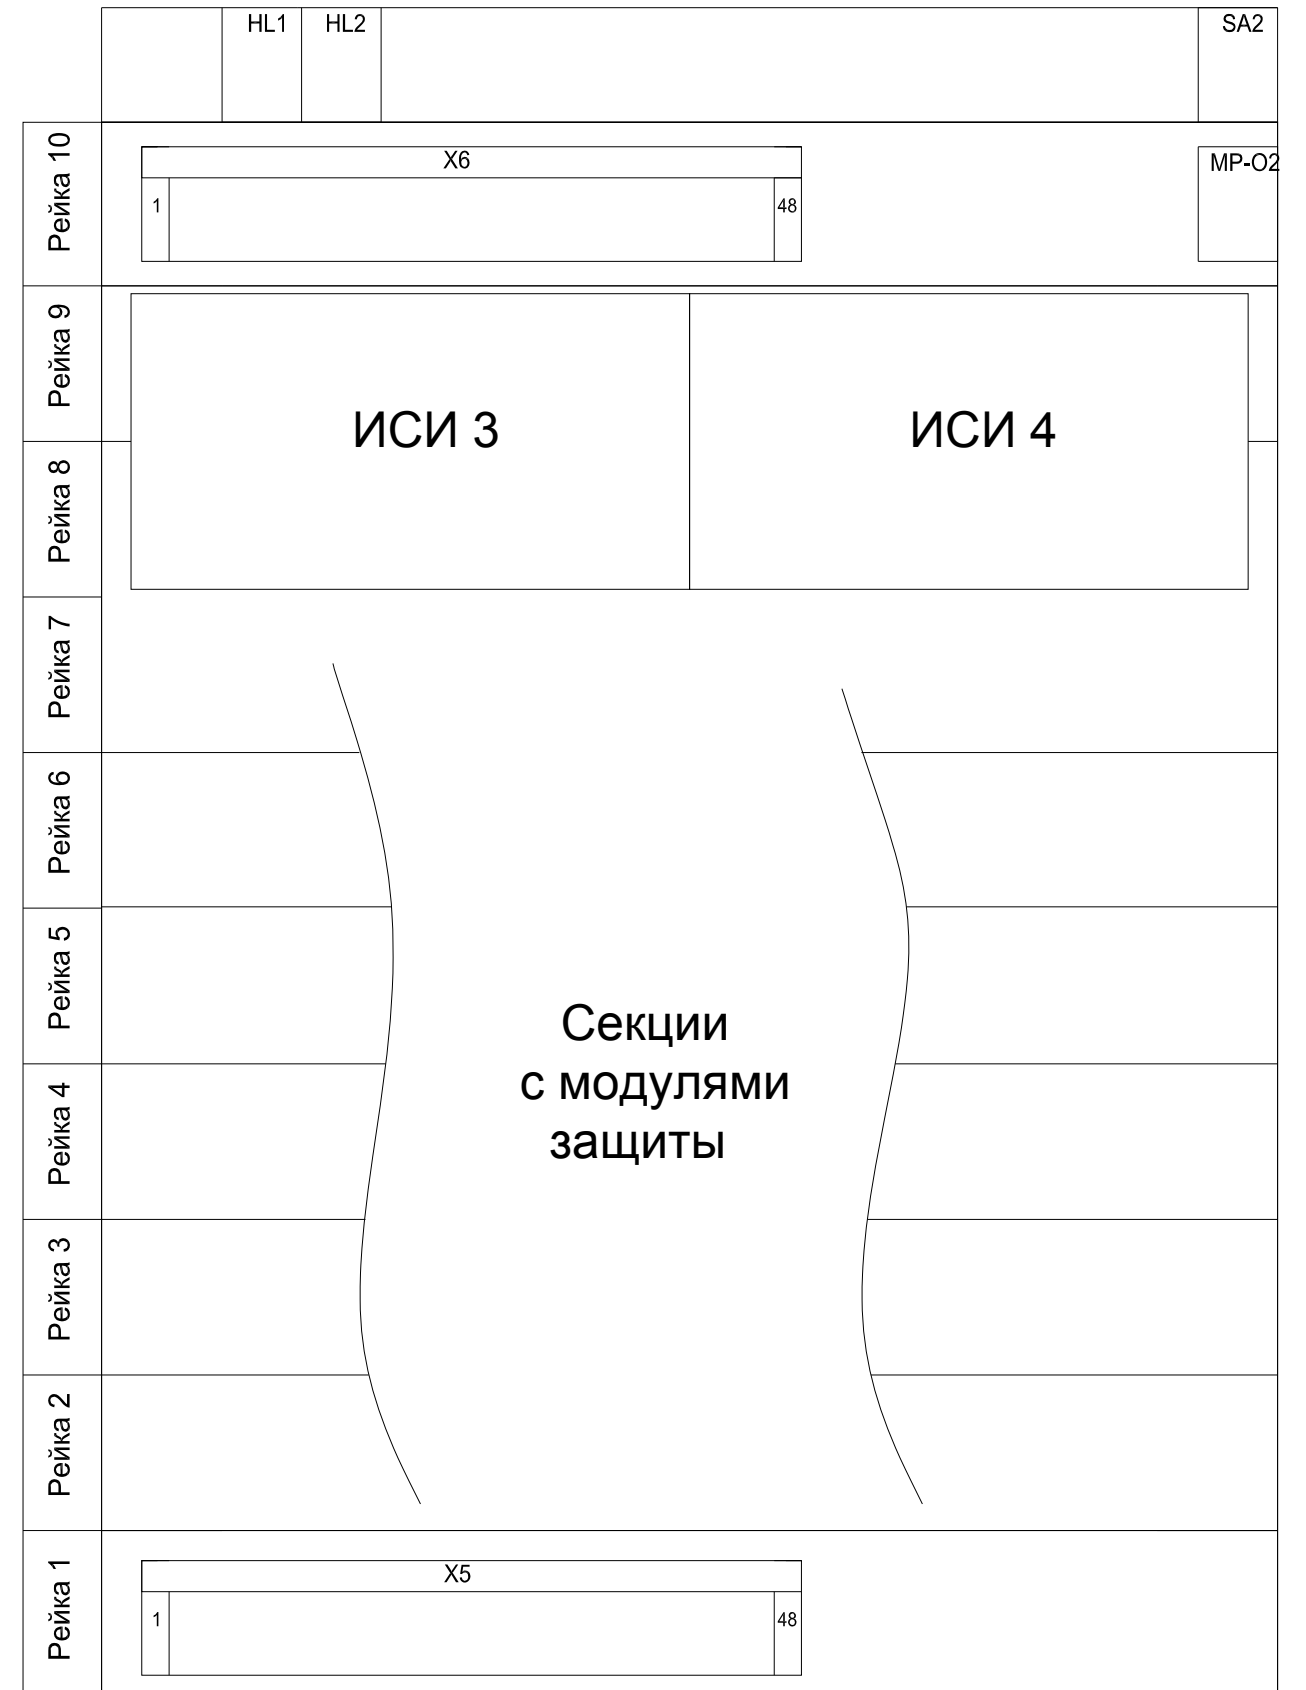 HL1 HL2 SA2
Рейка 10
X6
MP-O2
1 48
Рейка 9
ИСИ 3 ИСИ 4
Рейка 8
Рейка 7
Рейка 6
Рейка 5
Секции
с модулями
защиты
Рейка 4
Рейка 3
Рейка 2
Рейка 1
X5
1 48